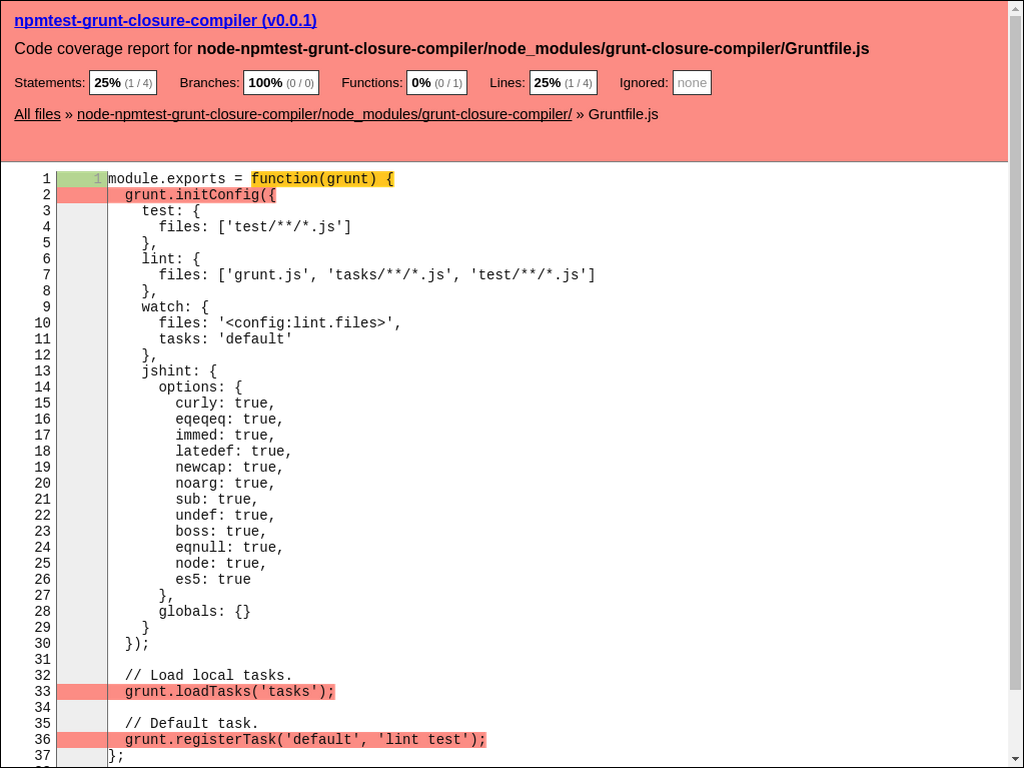 npmtest-grunt-closure-compiler (v0.0.1)
Code coverage report for node-npmtest-grunt-closure-compiler/node_modules/grunt-closure-compiler/Gruntfile.js
Statements: 25% (1 / 4) Branches: 100% (0 / 0) Functions: 0% (0 / 1) Lines: 25% (1 / 4) Ignored: none
All files » node-npmtest-grunt-closure-compiler/node_modules/grunt-closure-compiler/ » Gruntfile.js
1 1 module.exports = function(grunt) {
2   grunt.initConfig({
3     test: {
4       files: ['test/**/*.js']
5     },
6     lint: {
7       files: ['grunt.js', 'tasks/**/*.js', 'test/**/*.js']
8     },
9     watch: {
10       files: '<config:lint.files>',
11       tasks: 'default'
12     },
13     jshint: {
14       options: {
15         curly: true,
16         eqeqeq: true,
17         immed: true,
18         latedef: true,
19         newcap: true,
20         noarg: true,
21         sub: true,
22         undef: true,
23         boss: true,
24         eqnull: true,
25         node: true,
26         es5: true
27       },
28       globals: {}
29     }
30   });
31
32   // Load local tasks.
33   grunt.loadTasks('tasks');
34
35   // Default task.
36   grunt.registerTask('default', 'lint test');
37 };